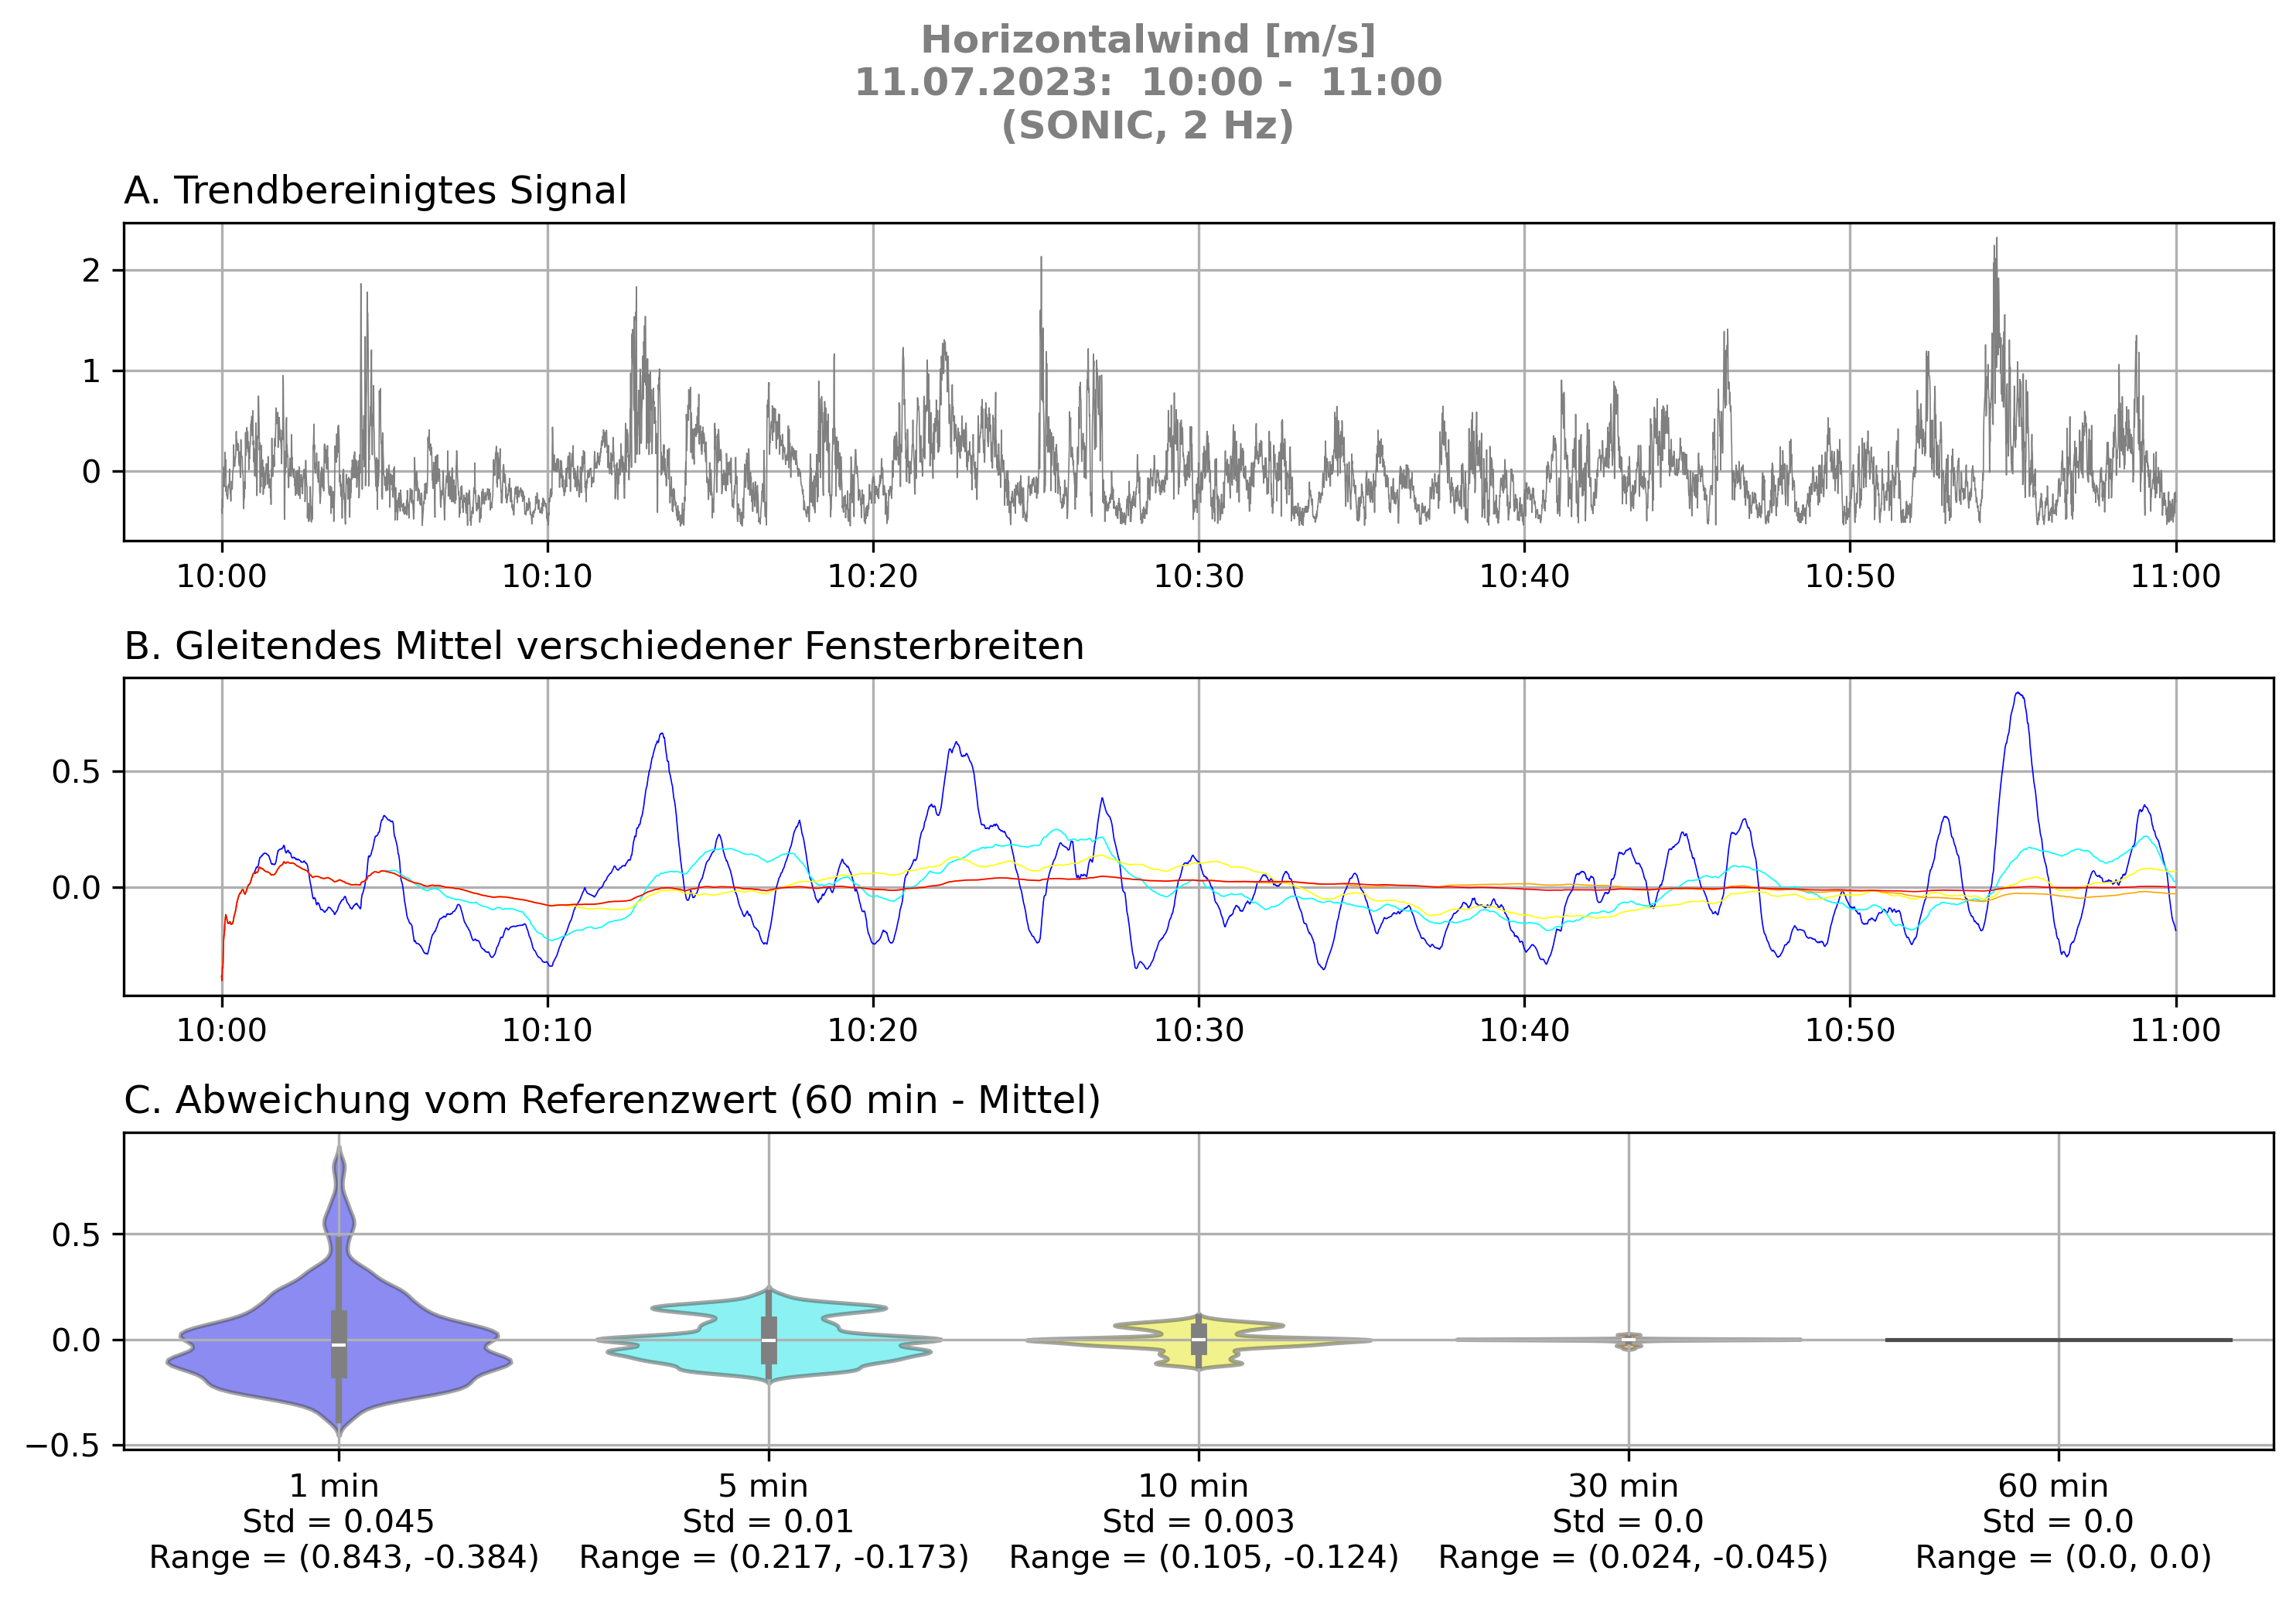 Horizontalwind [m/s]
11.07.2023:  10:00 -  11:00
(SONIC, 2 Hz)
A. Trendbereinigtes Signal
2
1
0
10:00 10:10 10:20 10:30 10:40 10:50 11:00
B. Gleitendes Mittel verschiedener Fensterbreiten
0.5
0.0
10:00 10:10 10:20 10:30 10:40 10:50 11:00
C. Abweichung vom Referenzwert (60 min - Mittel)
0.5
0.0
−0.5
1 min 5 min 10 min 30 min 60 min
Std = 0.045 Std = 0.01 Std = 0.003 Std = 0.0 Std = 0.0
Range = (0.843, -0.384) Range = (0.217, -0.173) Range = (0.105, -0.124) Range = (0.024, -0.045) Range = (0.0, 0.0)